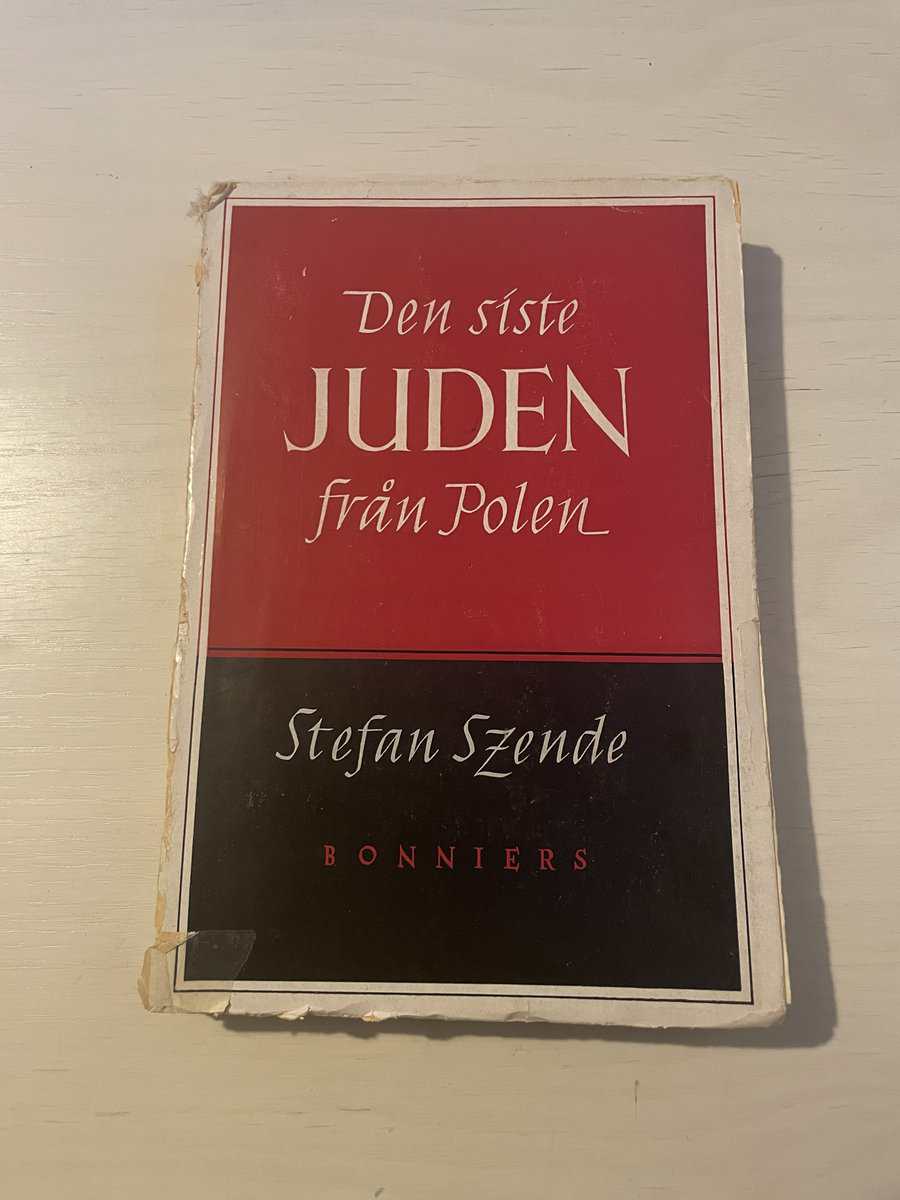 Den siste
JUDEN
från Polen
Stefan Szende
BONNIERS